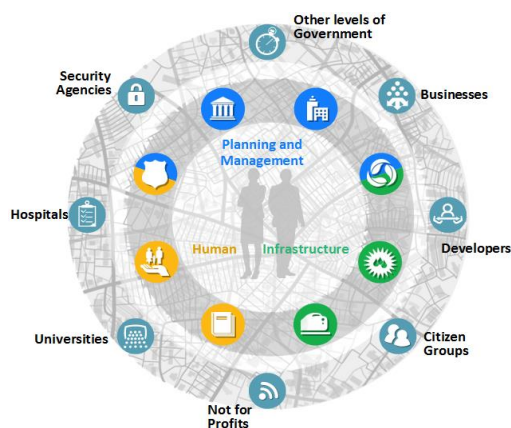 Other levels of
Government
Security
Agencies
Businesses
Planning and
Management
Hospitals
Human
Infrastructure
Developers
Universities
Citizen
Groups
Not for
Profits